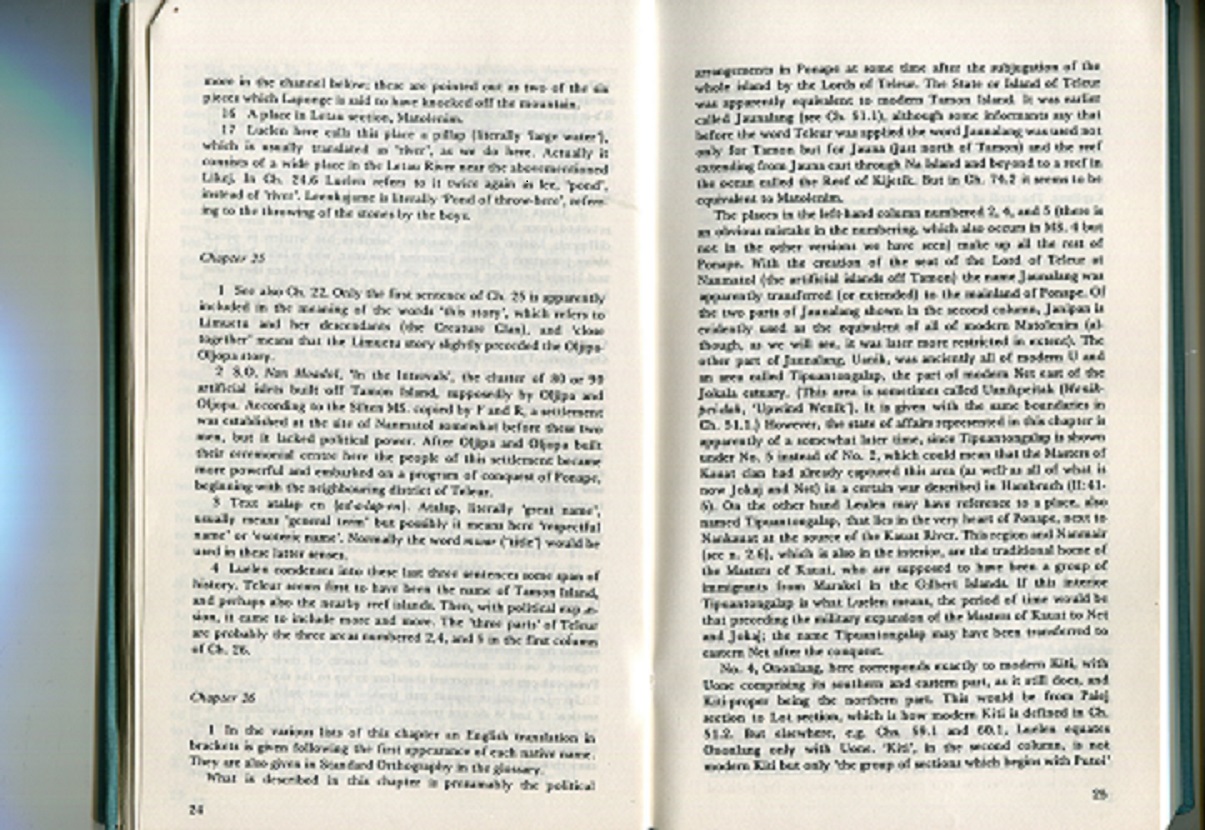 more in the channel below; these are pointed out as two of the six
pieces which Laponge is said to have knocked off the mountain.
16 A place in Letau section, Matolenim.
17 Luelen here calls this place a pillap (literally 'large water'),
which is usually translated as 'river', as we do here. Actually it
consists of a wide place in the Letau River near the abovementioned
Likej. In Ch. 24.6 Luelen refers to it twice again as lee, 'pond',
instead of 'river'. is literally 'Pond of throw-here', referr-
ing to the throwing of the stones by the boys.
Chapter 25
1 See also Ch. 22. Only the first sentence of Ch. 25 is apparently
included in the meaning of the words 'this story', which refers to
Limuetu and her descendants (the Creature Clan), and 'close
together' means that the Limuetu story slightly preceded the Oljipa-
Oljopa story.
2 S.O. Nan Moadol, 'In the Intervals', the cluster of 80 or 90
artificial islets built off Tamon Island, supposedly by Oljipa and
Oljopa. According to the Silten MS. copied by F and R, a settlement
was established at the site of Nanmatol somewhat before these two
men, but it lacked political power. After Oljipa and Oljopa built
their ceremonial centre here the people of this settlement became
more powerful and embarked on a program of conquest of Ponape,
beginning with the neighbouring district of Teleur.
3 Text atalap en [ad-a-lap-en]. Atalap, literally 'great name',
usually means 'general term' but possibly it means here 'respectful
name' or 'esoteric name'. Normally the word ('title') would be
used in these latter senses.
4 Luelen condenses into these last three sentences some span of
history. Teleur seems first to have been the name of Tamon Island,
and perhaps also the nearby reef islands. Then, with political expan-
sion, it came to include more and more. The 'three parts' of Teleur
are probably the three areas numbered 2,4, and 5 in the first column
of Ch. 26.
Chapter 26
1 In the various lists of this chapter an English translation in
brackets is given following the first appearance of each native name.
They are also given in Standard Orthography in the glossary.
What is described in this chapter is presumably the political
24
arrangements in Ponape at some time after the subjugation of the
whole island by the Lords of Teleur. The State or Island of Teleur
was apparently equivalent to modern Tamon Island. It was earlier
called Jaunalang (see Ch. 51.1), although some informants say that
before the word Teleur was applied the word Jaunalang was used not
only for Tamon but for Jauna (just north of Tamon) and the reef
extending from Jauna east through Na Island and beyond to a reef in
the ocean called the Reef of Kijetik. But in Ch. 74.2 it seems to be
equivalent to Matolenim.
The places in the left-hand column numbered 2, 4, and 5 (there is
an obvious mistake in the numbering, which also occurs in MS. 4 but
not in the other versions we have seen) make up all the rest of
Ponape. With the creation of the seat of the Lord of Teleur at
Nanmatol (the artificial islands off Tamon) the name Jaunalang was
apparently transferred (or extended) to the mainland of Ponape. Of
the two parts of Jaunalang shown in the second column, Janipan is
evidently used as the equivalent of all of modern Matolenim (al-
though, as we will see, it was later more restricted in extent). The
other part of Jaunalang, Uanik, was anciently all of modern U and
an area called Tipuantongalap, the part of modern Net east of the
Jokala estuary. (This area is sometimes called Uanikpeitak (Wenik-
peidak, 'Upwind Wenik'). It is given with the same boundaries in
Ch. 51.1.) However, the state of affairs represented in this chapter is
apparently of a somewhat later time, since Tipuantongalap is shown
under No. 5 instead of No. 2, which could mean that the Masters of
Kauat clan had already captured this area (as well as all of what is
now Jokaj and Net) in a certain war described in Hambruch (II:41-
5). On the other hand Luelen may have reference to a place, also
named Tipuantongalap, that lies in the very heart of Ponape, next to
Nankauat at the source of the Kauat River. This region and Nanmair
(see n. 2.6), which is also in the interior, are the traditional home of
the Masters of Kauat, who are supposed to have been a group of
immigrants from Marakei in the Gilbert Islands. If this interior
Tipuantongalap is what Luelen means, the period of time would be
that preceding the military expansion of the Masters of Kauat to Net
and Jokaj; the name Tipuantongalap may have been transferred to
eastern Net after the conquest.
No. 4, Ononlang, here corresponds exactly to modern Kiti, with
Uone comprising its southern and eastern part, as it still does, and
Kiti-proper being the northern part. This would be from Palej
section to Lot section, which is how modern Kiti is defined in Ch.
51.2. But elsewhere, e.g. Chs. 59.1 and 60.1, Luelen equates
Ononlang only with Uone. 'Kiti', in the second column, is not
modern Kiti but only 'the group of sections which begins with Putoi'
25